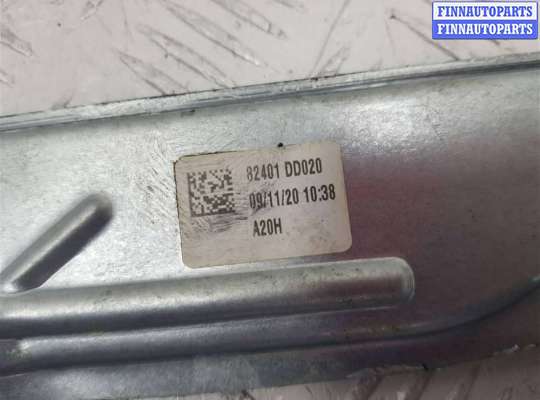 FINNAUTOPARTS
FINNAUTOPARTS
82401 DD020
09/11/20 10:38
A20H